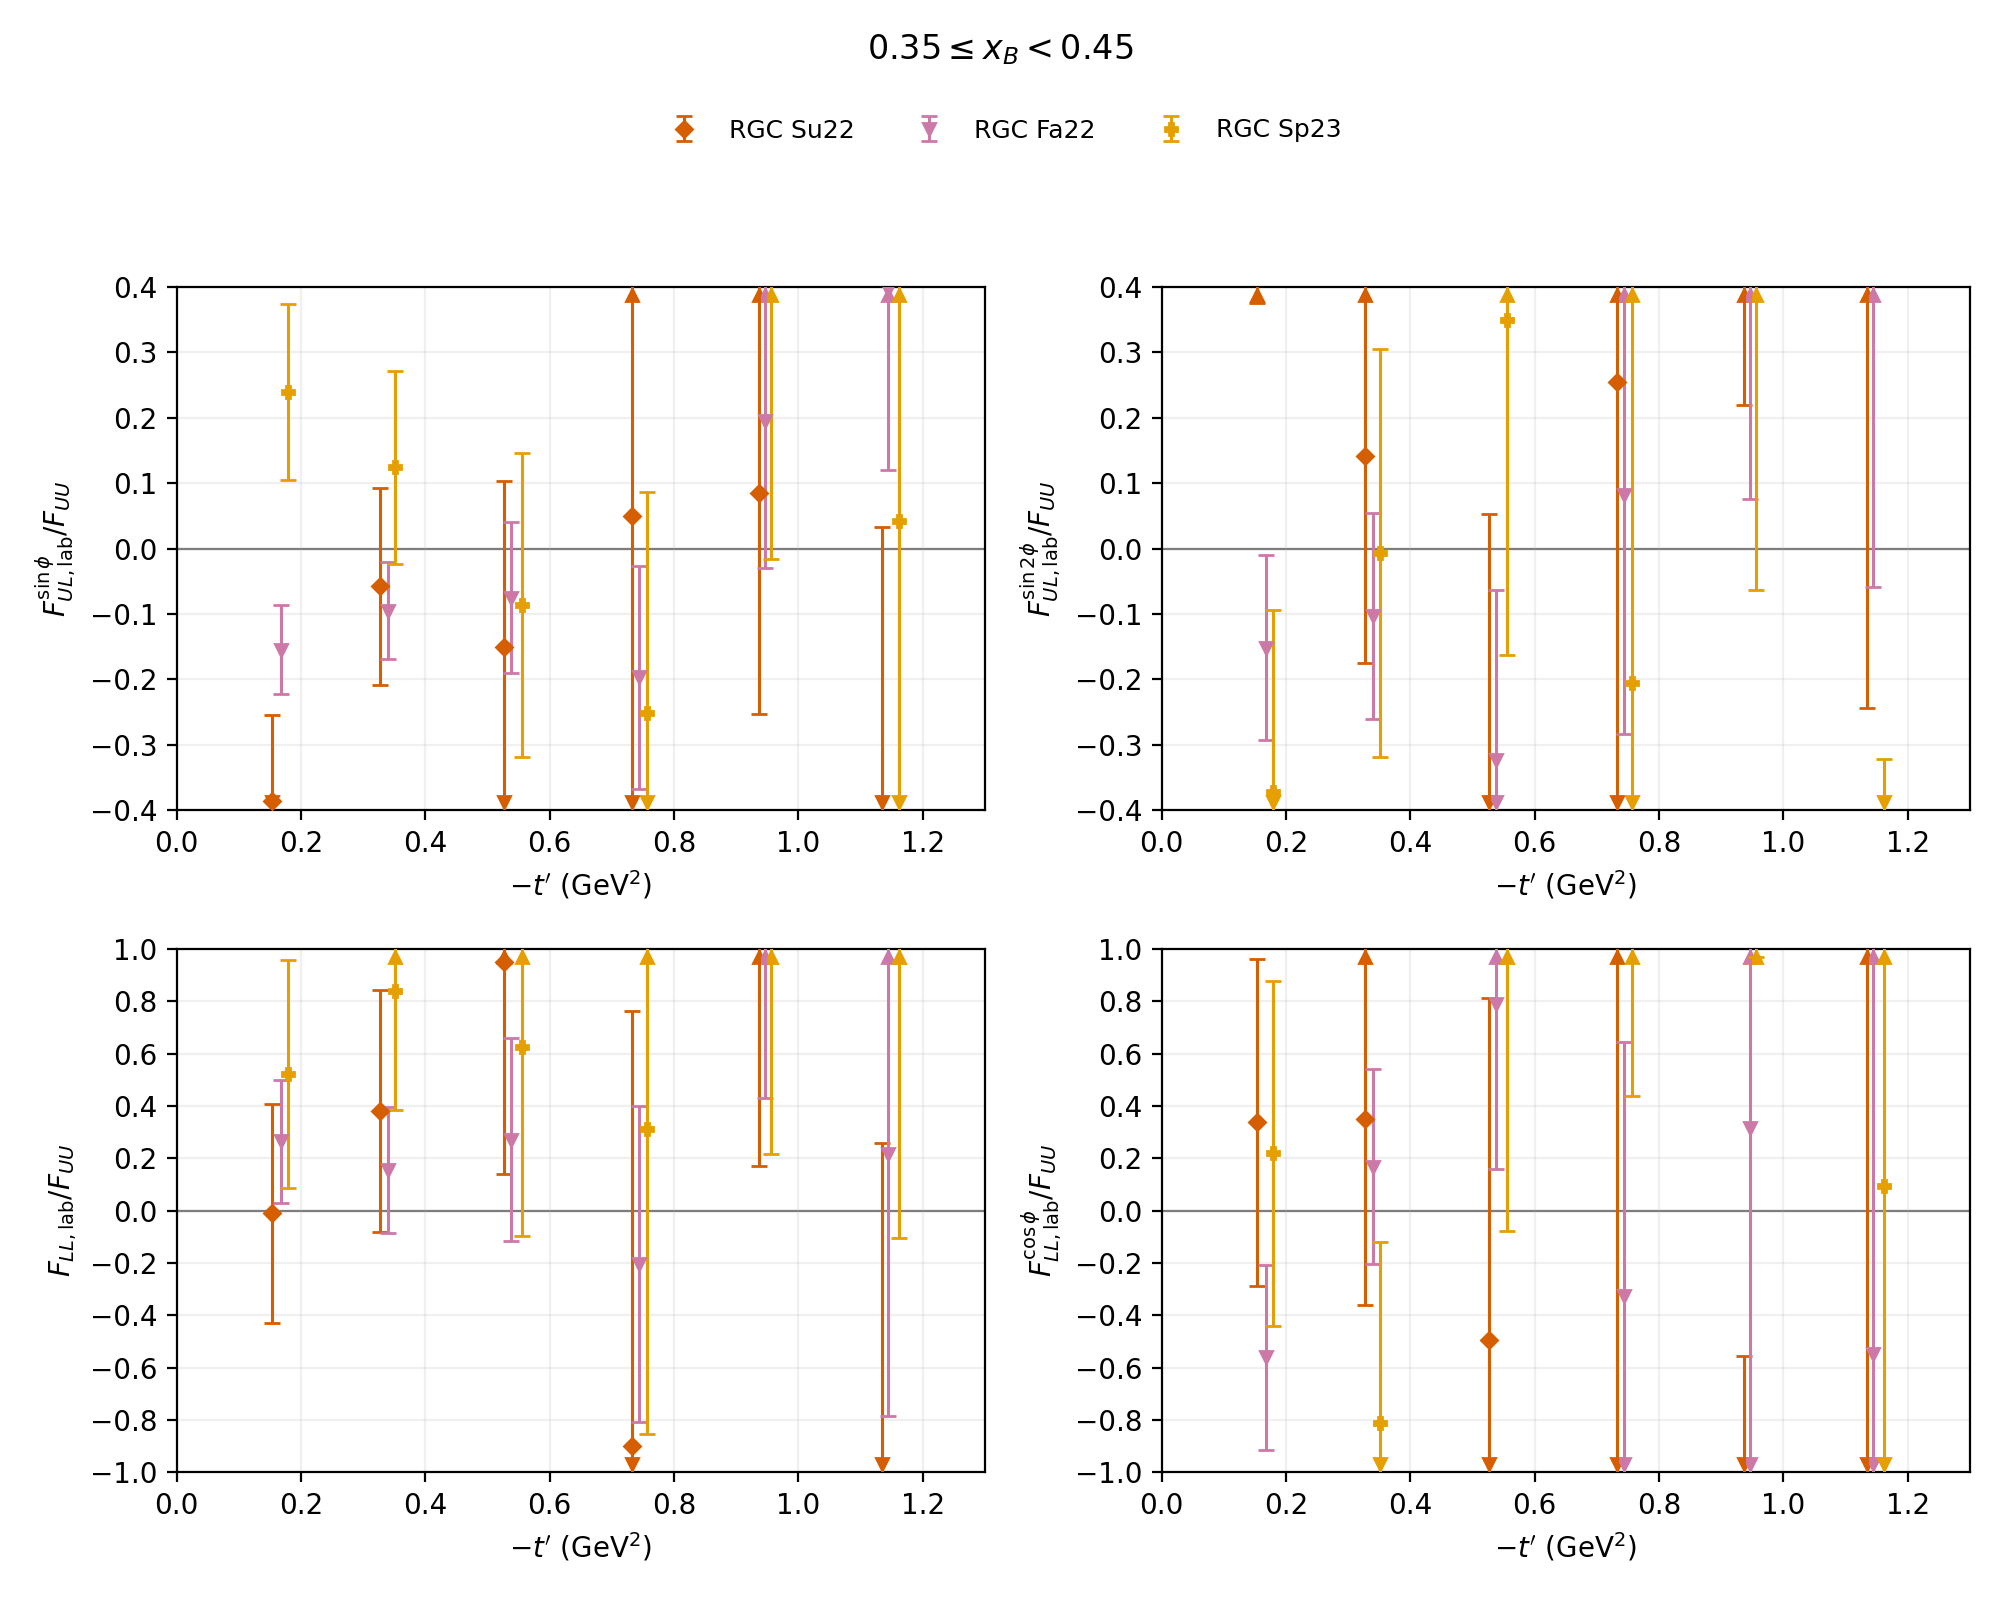 0.35 ≤ x_B < 0.45
RGC Su22 RGC Fa22 RGC Sp23
0.4
0.3
0.2
0.1
0.0
−0.1
−0.2
−0.3
−0.4
F_{UL,lab}^{sin ϕ}/F_{UU}
0.0 0.2 0.4 0.6 0.8 1.0 1.2
−t′ (GeV²)
0.4
0.3
0.2
0.1
0.0
−0.1
−0.2
−0.3
−0.4
F_{UL,lab}^{sin 2ϕ}/F_{UU}
0.0 0.2 0.4 0.6 0.8 1.0 1.2
−t′ (GeV²)
1.0
0.8
0.6
0.4
0.2
0.0
−0.2
−0.4
−0.6
−0.8
−1.0
F_{LL,lab}/F_{UU}
0.0 0.2 0.4 0.6 0.8 1.0 1.2
−t′ (GeV²)
1.0
0.8
0.6
0.4
0.2
0.0
−0.2
−0.4
−0.6
−0.8
−1.0
F_{LL,lab}^{cos ϕ}/F_{UU}
0.0 0.2 0.4 0.6 0.8 1.0 1.2
−t′ (GeV²)